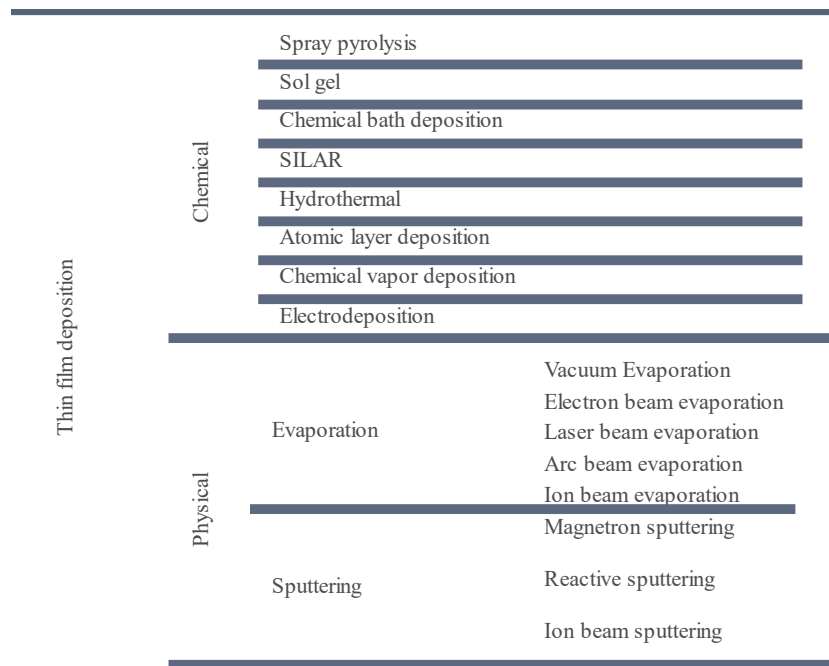 Thin film deposition
Chemical
Spray pyrolysis
Sol gel
Chemical bath deposition
SILAR
Hydrothermal
Atomic layer deposition
Chemical vapor deposition
Electrodeposition
Physical
Evaporation
Vacuum Evaporation
Electron beam evaporation
Laser beam evaporation
Arc beam evaporation
Ion beam evaporation
Sputtering
Magnetron sputtering
Reactive sputtering
Ion beam sputtering